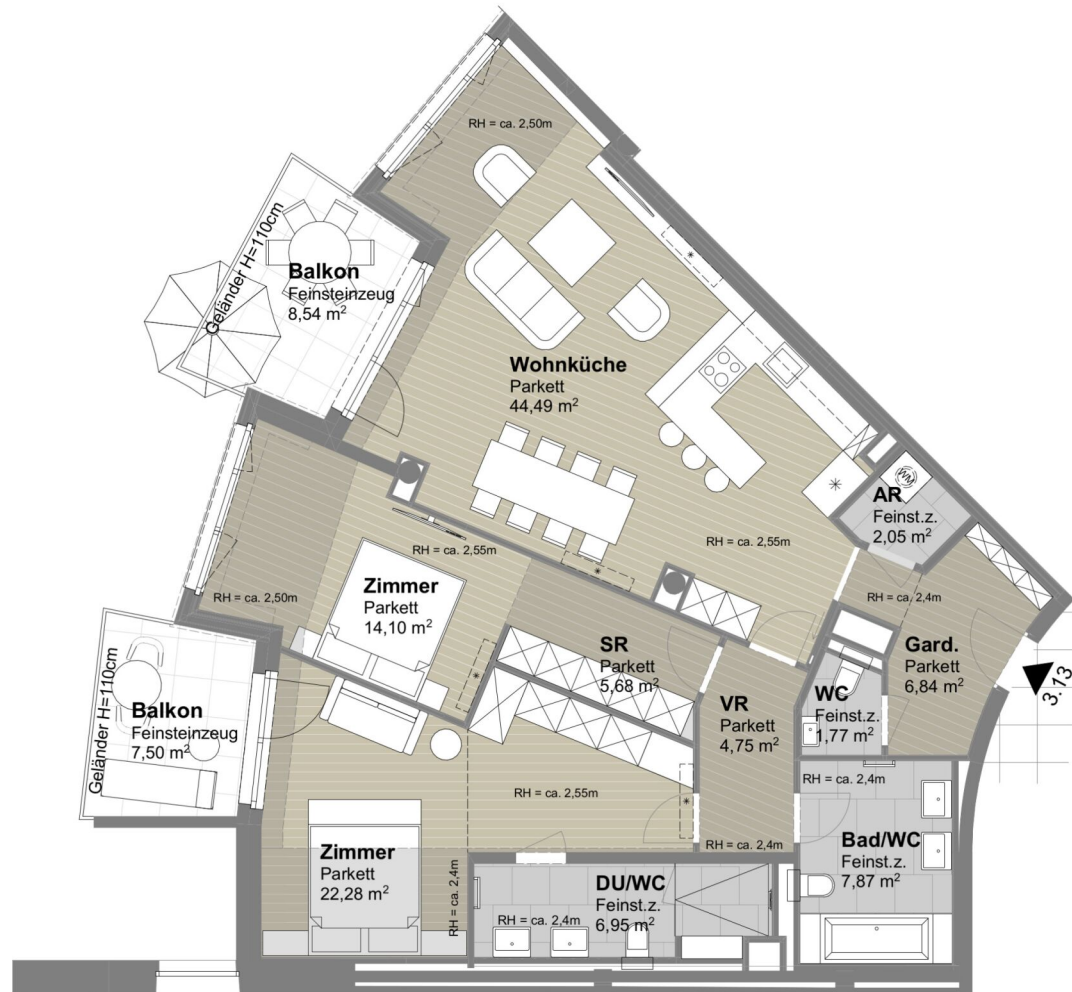 RH = ca. 2,50m
Geländer H=110cm
Balkon
Feinsteinzeug
8,54 m²
Wohnküche
Parkett
44,49 m²
WM
AR
Feinst.z.
2,05 m²
RH = ca. 2,55m
RH = ca. 2,55m
Zimmer
Parkett
14,10 m²
RH = ca. 2,50m
RH = ca. 2,4m
SR
Parkett
5,68 m²
Gard.
Parkett
6,84 m²
3.13
WC
Feinst.z.
1,77 m²
VR
Parkett
4,75 m²
Geländer H=110cm
Balkon
Feinsteinzeug
7,50 m²
RH = ca. 2,4m
RH = ca. 2,55m
RH = ca. 2,4m
Bad/WC
Feinst.z.
7,87 m²
Zimmer
Parkett
22,28 m²
RH = ca. 2,4m
DU/WC
Feinst.z.
6,95 m²
RH = ca. 2,4m